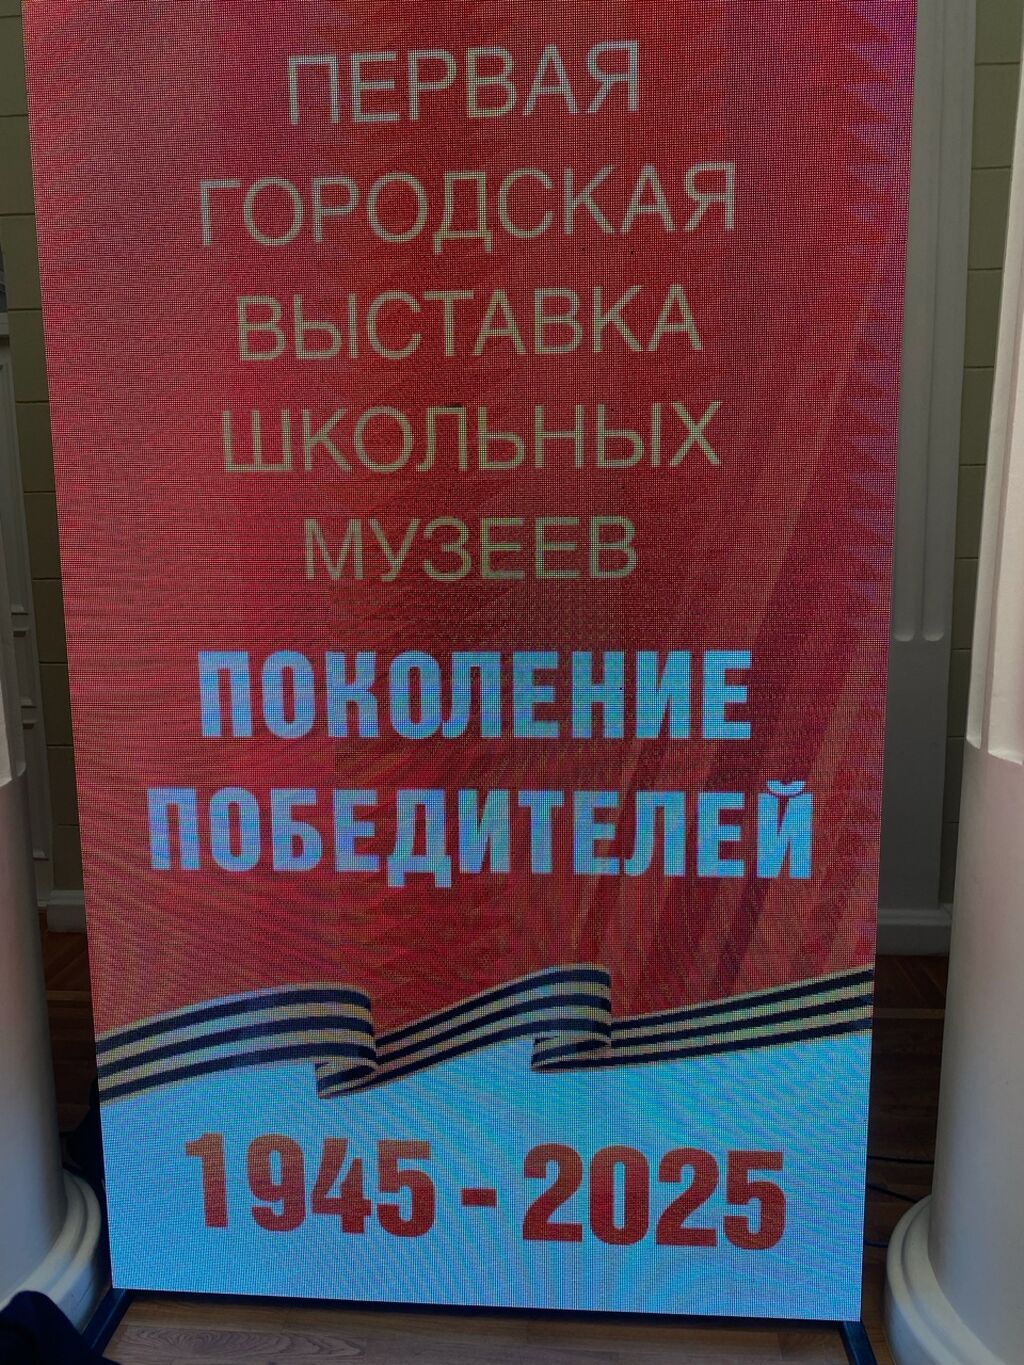 ПЕРВАЯ
ГОРОДСКАЯ
ВЫСТАВКА
ШКОЛЬНЫХ
МУЗЕЕВ
ПОКОЛЕНИЕ
ПОБЕДИТЕЛЕЙ
1945 - 2025